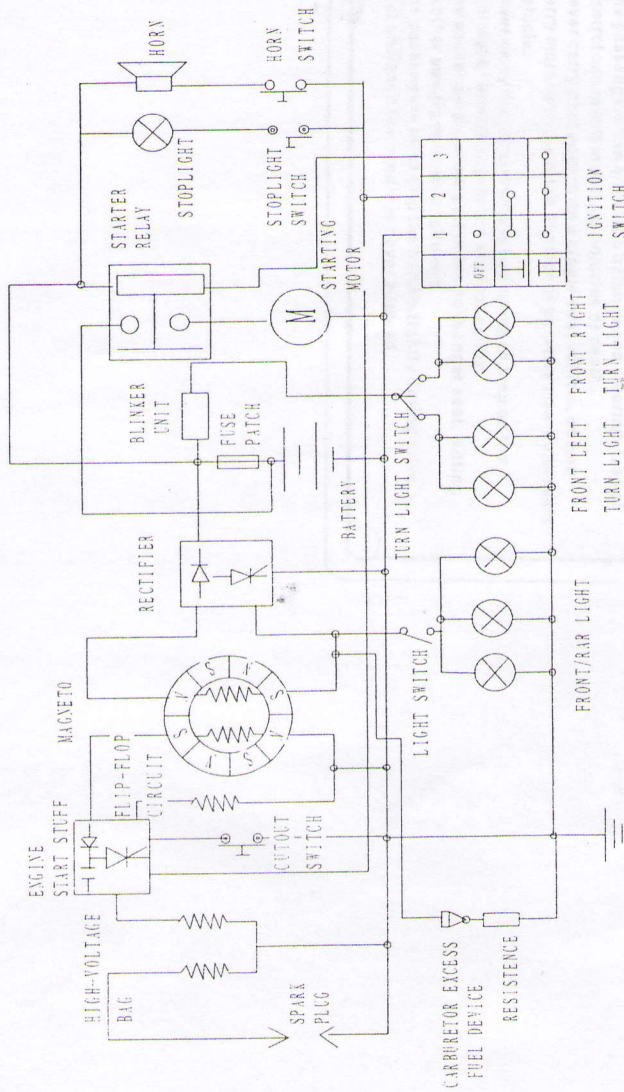 ENGINE
START STUFF
FLIP-FLOP
CIRCUIT
MAGNETO
RECTIFIER
BLINKER
UNIT
FUSE
PATCH
STARTER
RELAY
STOPLIGHT
HORN
HIGH-VOLTAGE
BAG
CUTOUT
SWITCH
BATTERY
M
STARTING
MOTOR
STOPLIGHT
SWITCH
HORN
SWITCH
SPARK
PLUG
N
S
N
S
N
S
N
S
LIGHT SWITCH
TURN LIGHT SWITCH
1 2 3
OFF
I
II
IGNITION
SWITCH
CARBURETOR EXCESS
FUEL DEVICE
RESISTENCE
FRONT/RAR LIGHT
FRONT LEFT
TURN LIGHT
FRONT RIGHT
TURN LIGHT